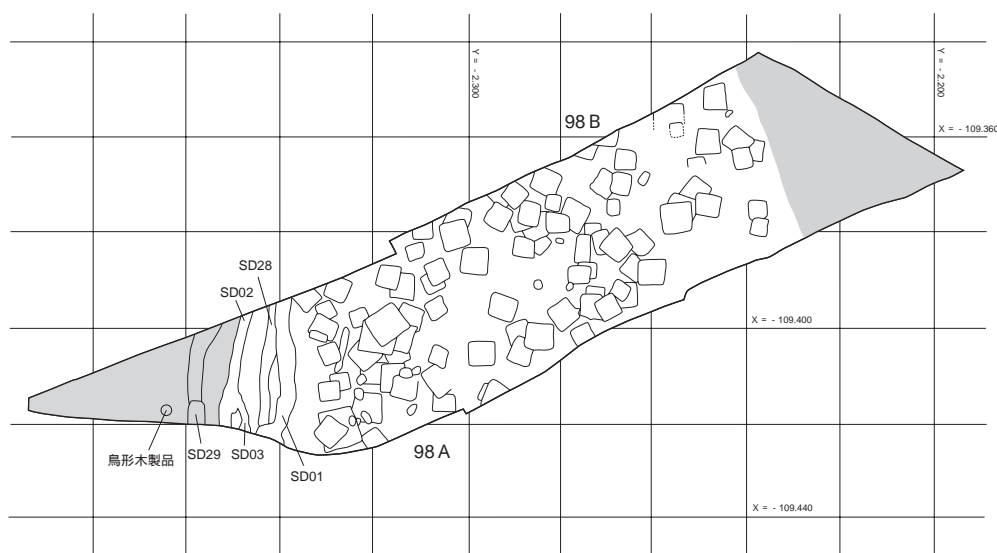 Y = - 2.300
Y = - 2.200
98 B
X = - 109.360
SD28
SD02
X = - 109.400
鳥形木製品
SD29
SD03
98 A
SD01
X = - 109.440